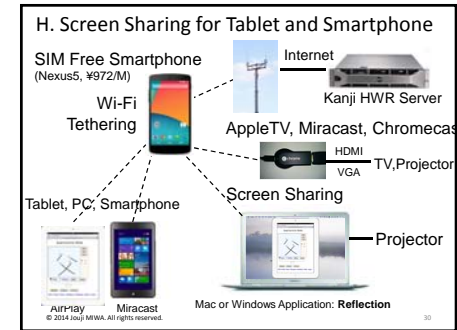 H. Screen Sharing for Tablet and Smartphone
SIM Free Smartphone
(Nexus5, ¥972/M)
Internet
Kanji HWR Server
Wi-Fi
Tethering
AppleTV, Miracast, Chromecas
HDMI
VGA
TV,Projector
Screen Sharing
Tablet, PC, Smartphone
Projector
AirPlay
Miracast
Mac or Windows Application: Reflection
© 2014 Jouji MIWA. All rights reserved.
30